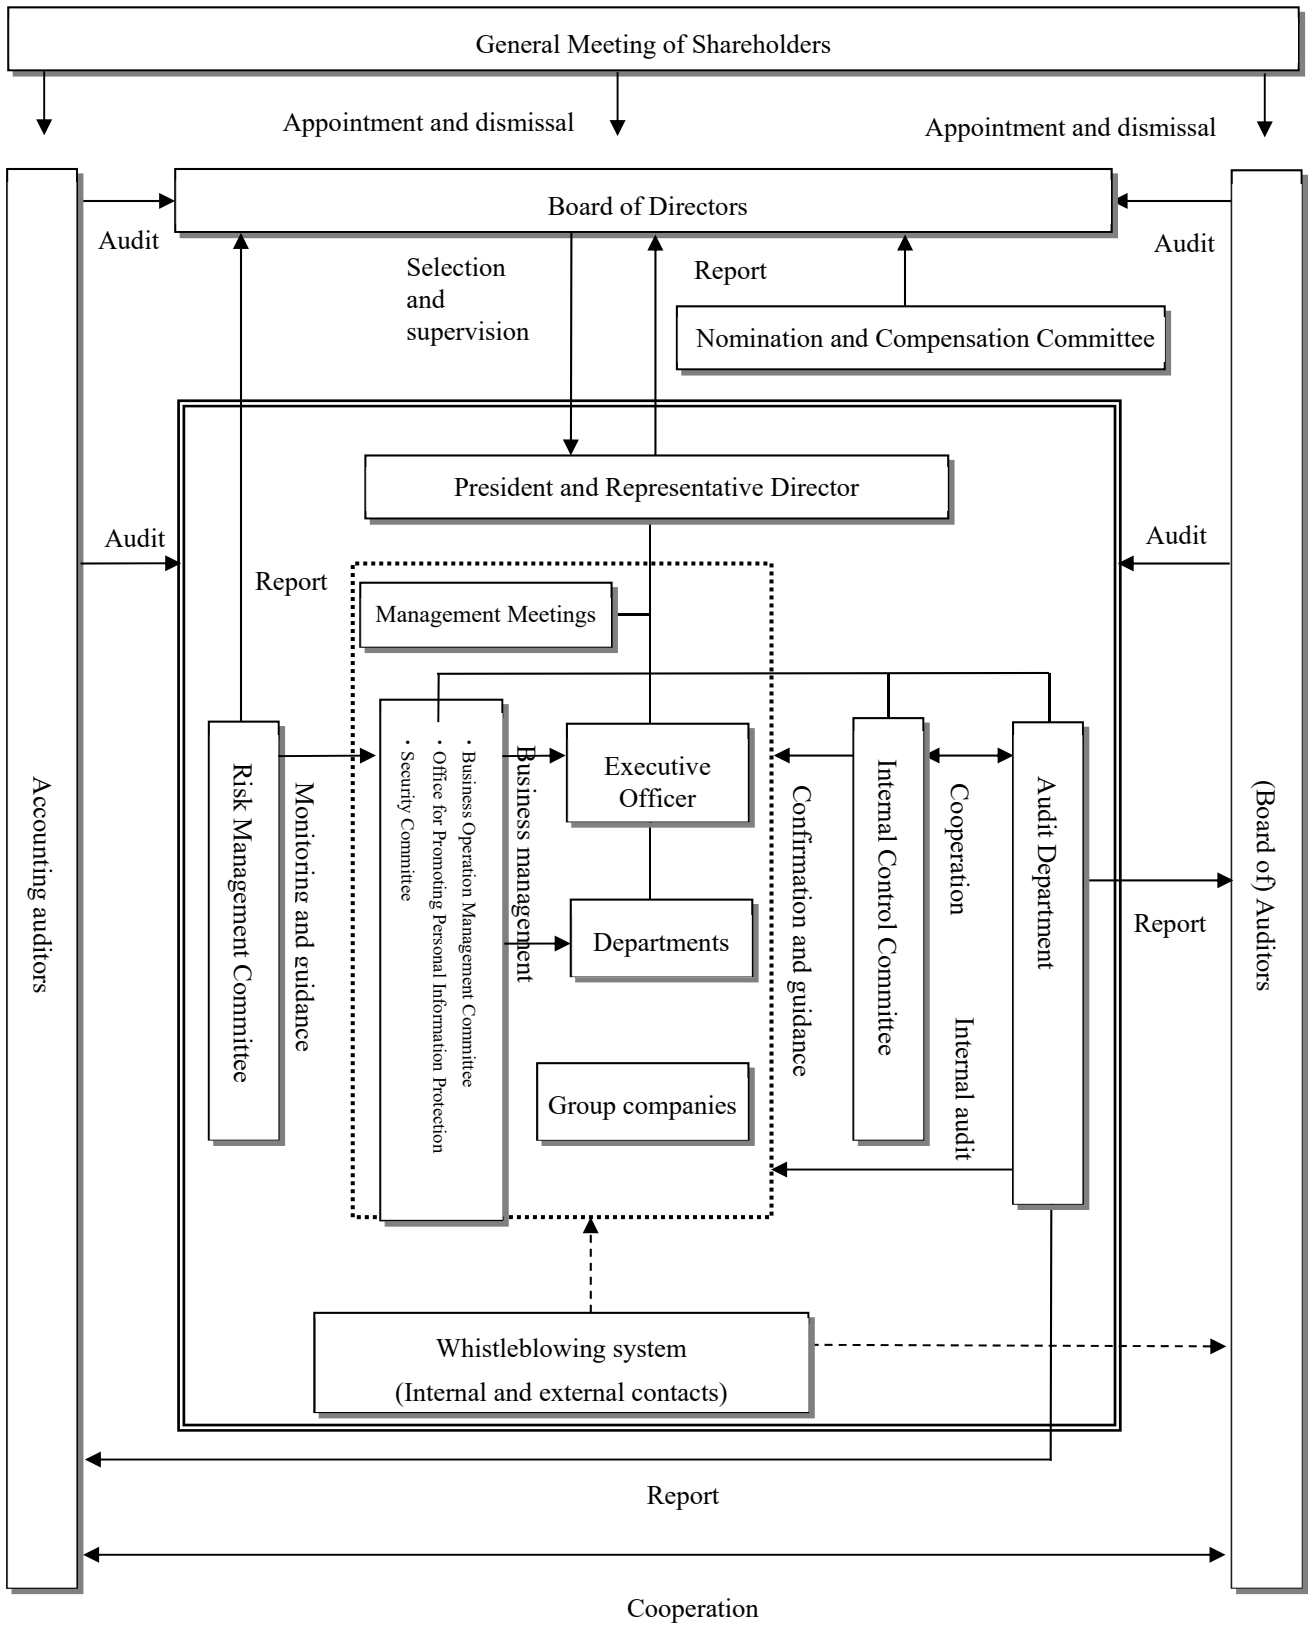 General Meeting of Shareholders
Appointment and dismissal
Appointment and dismissal
Board of Directors
Audit
Audit
Selection
and
supervision
Report
Nomination and Compensation Committee
President and Representative Director
Audit
Audit
Report
Management Meetings
Accounting auditors
Risk Management Committee
Monitoring and guidance
・Business Operation Management Committee
・Office for Promoting Personal Information Protection
・Security Committee
Business management
Executive
Officer
Departments
Group companies
Confirmation and guidance
Internal Control Committee
Cooperation
Internal audit
Audit Department
Report
(Board of) Auditors
Whistleblowing system
(Internal and external contacts)
Report
Cooperation